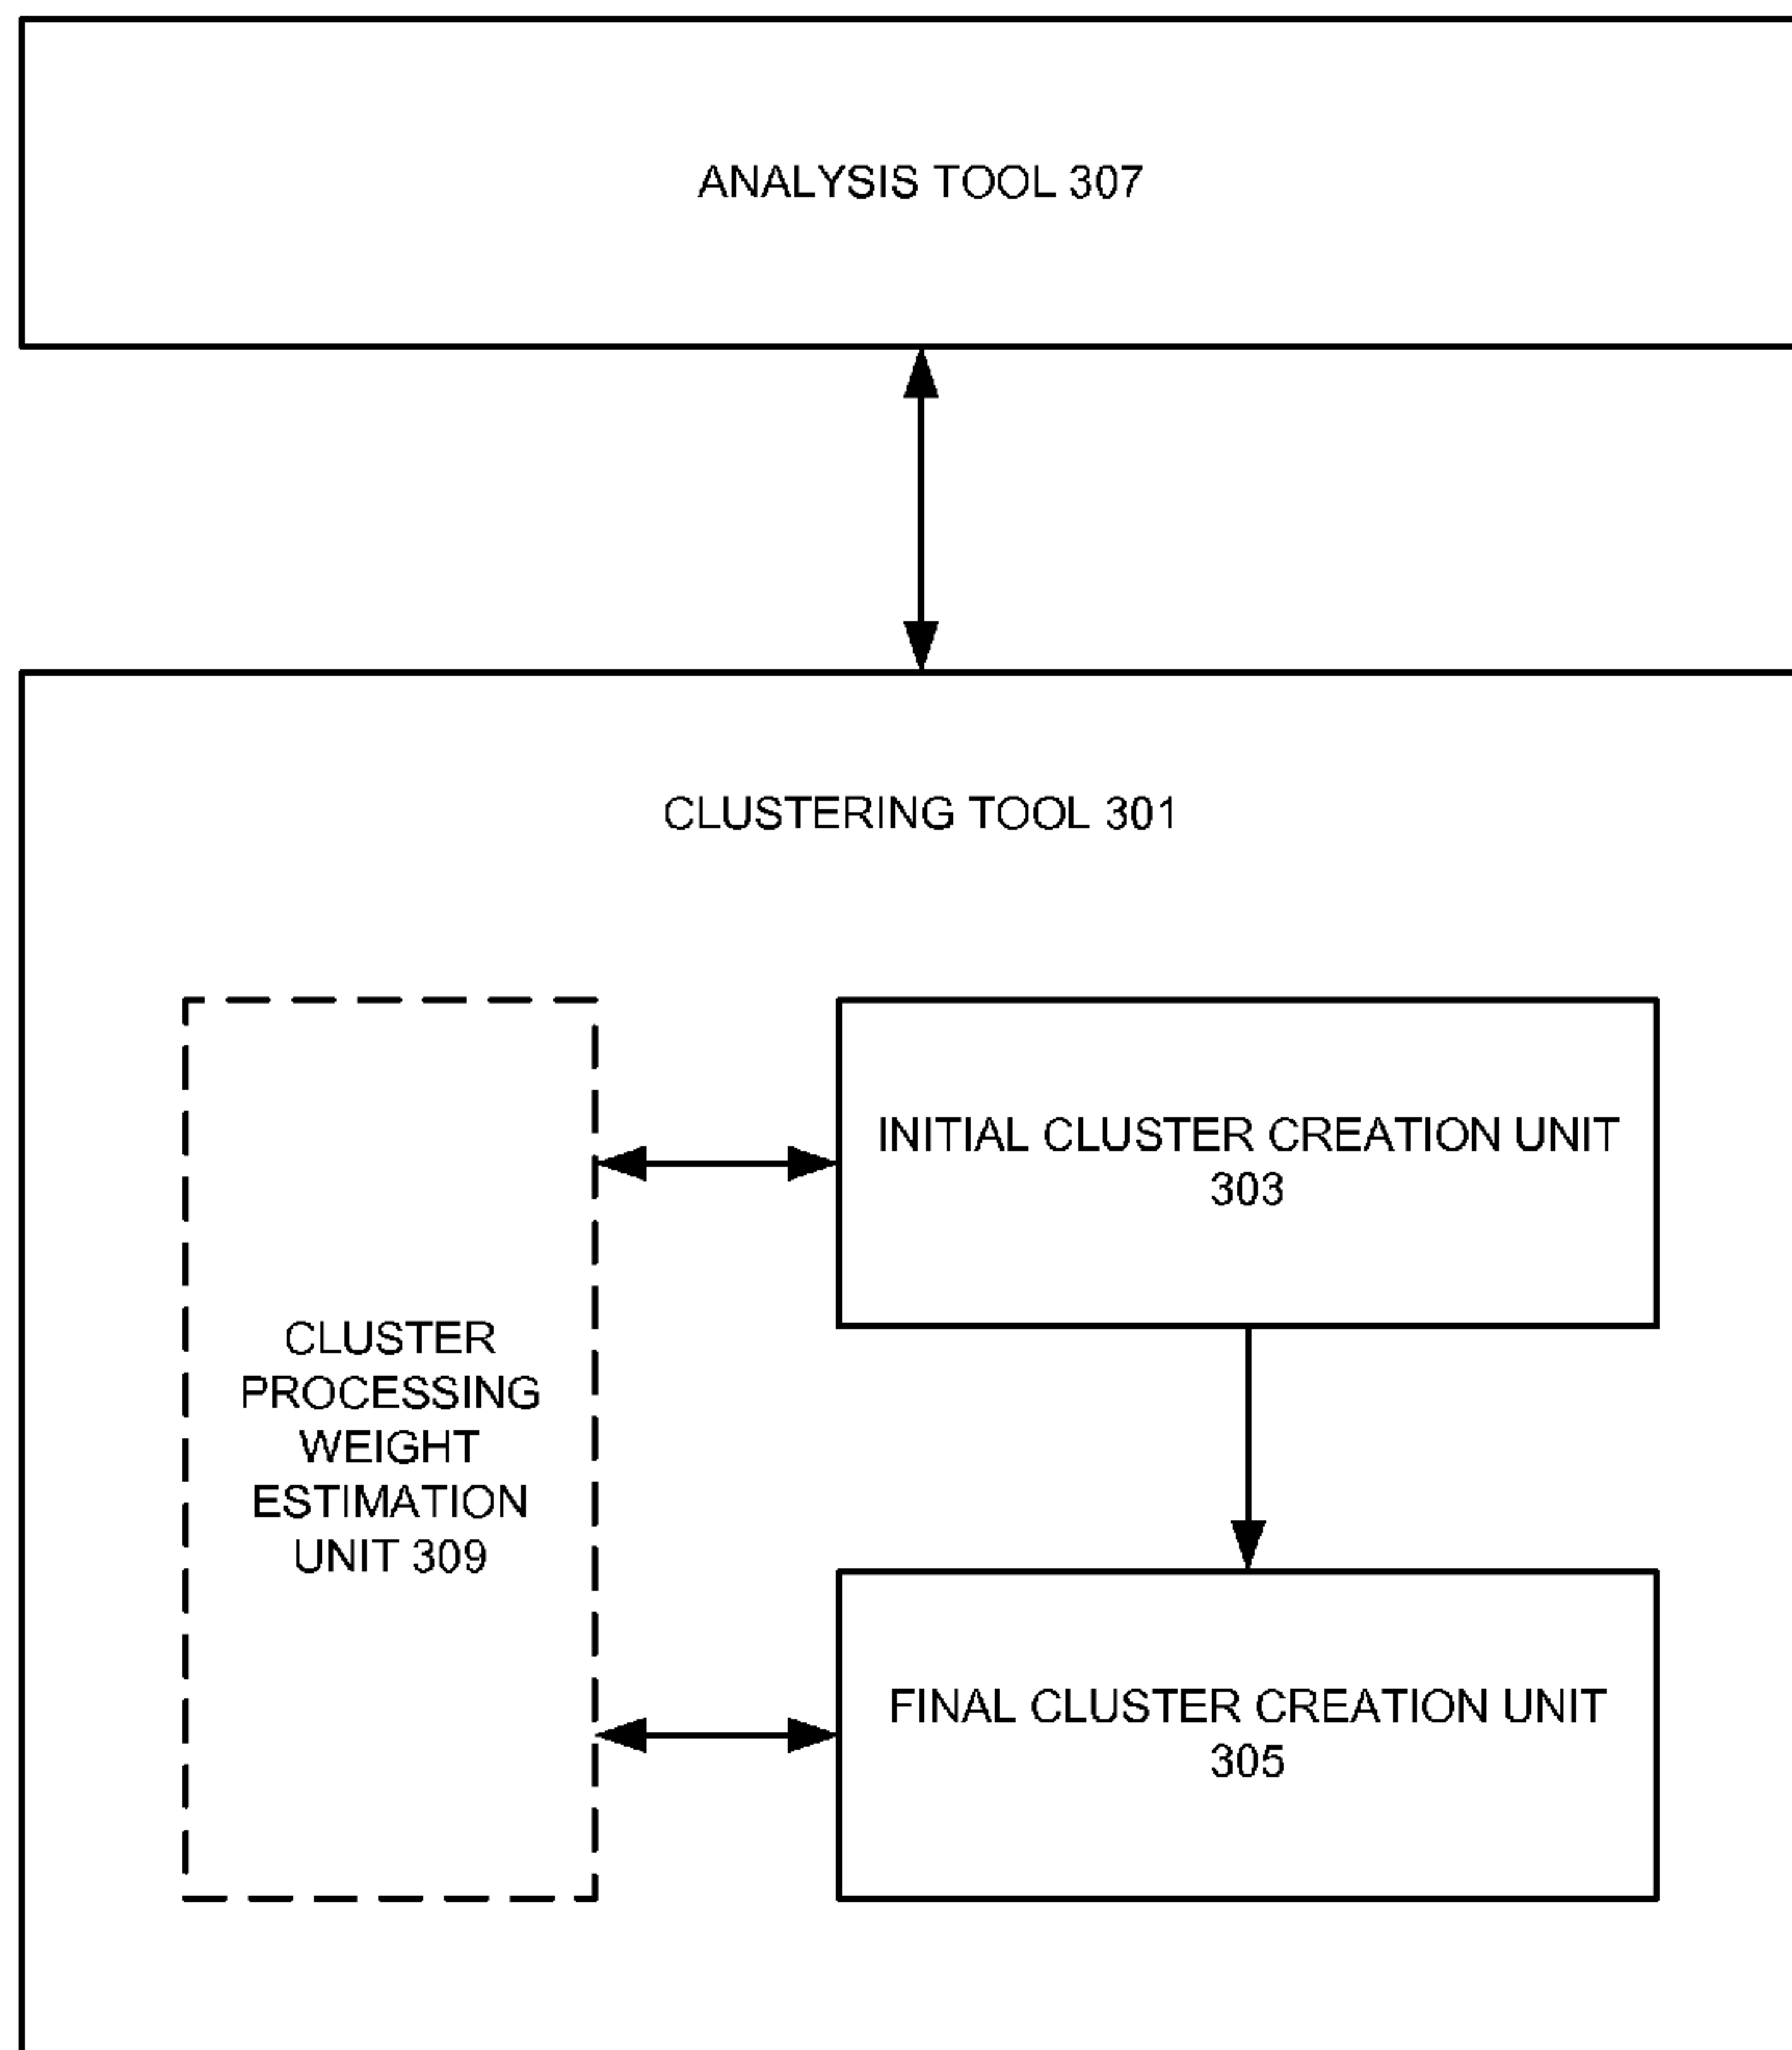 ANALYSIS TOOL 307
CLUSTERING TOOL 301
INITIAL CLUSTER CREATION UNIT
303
CLUSTER
PROCESSING
WEIGHT
ESTIMATION
UNIT 309
FINAL CLUSTER CREATION UNIT
305